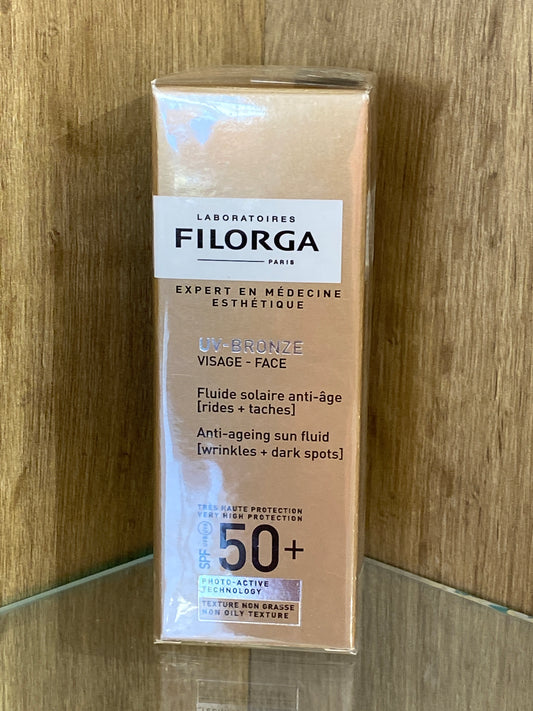 LABORATOIRES
FILORGA
PARIS
EXPERT EN MÉDECINE
ESTHÉTIQUE
UV-BRONZE
VISAGE - FACE
Fluide solaire anti-âge
[rides + taches]
Anti-ageing sun fluid
[wrinkles + dark spots]
TRÈS HAUTE PROTECTION
VERY HIGH PROTECTION
SPF 50+
PHOTO-ACTIVE
TECHNOLOGY
TEXTURE NON GRASSE
NON OILY TEXTURE